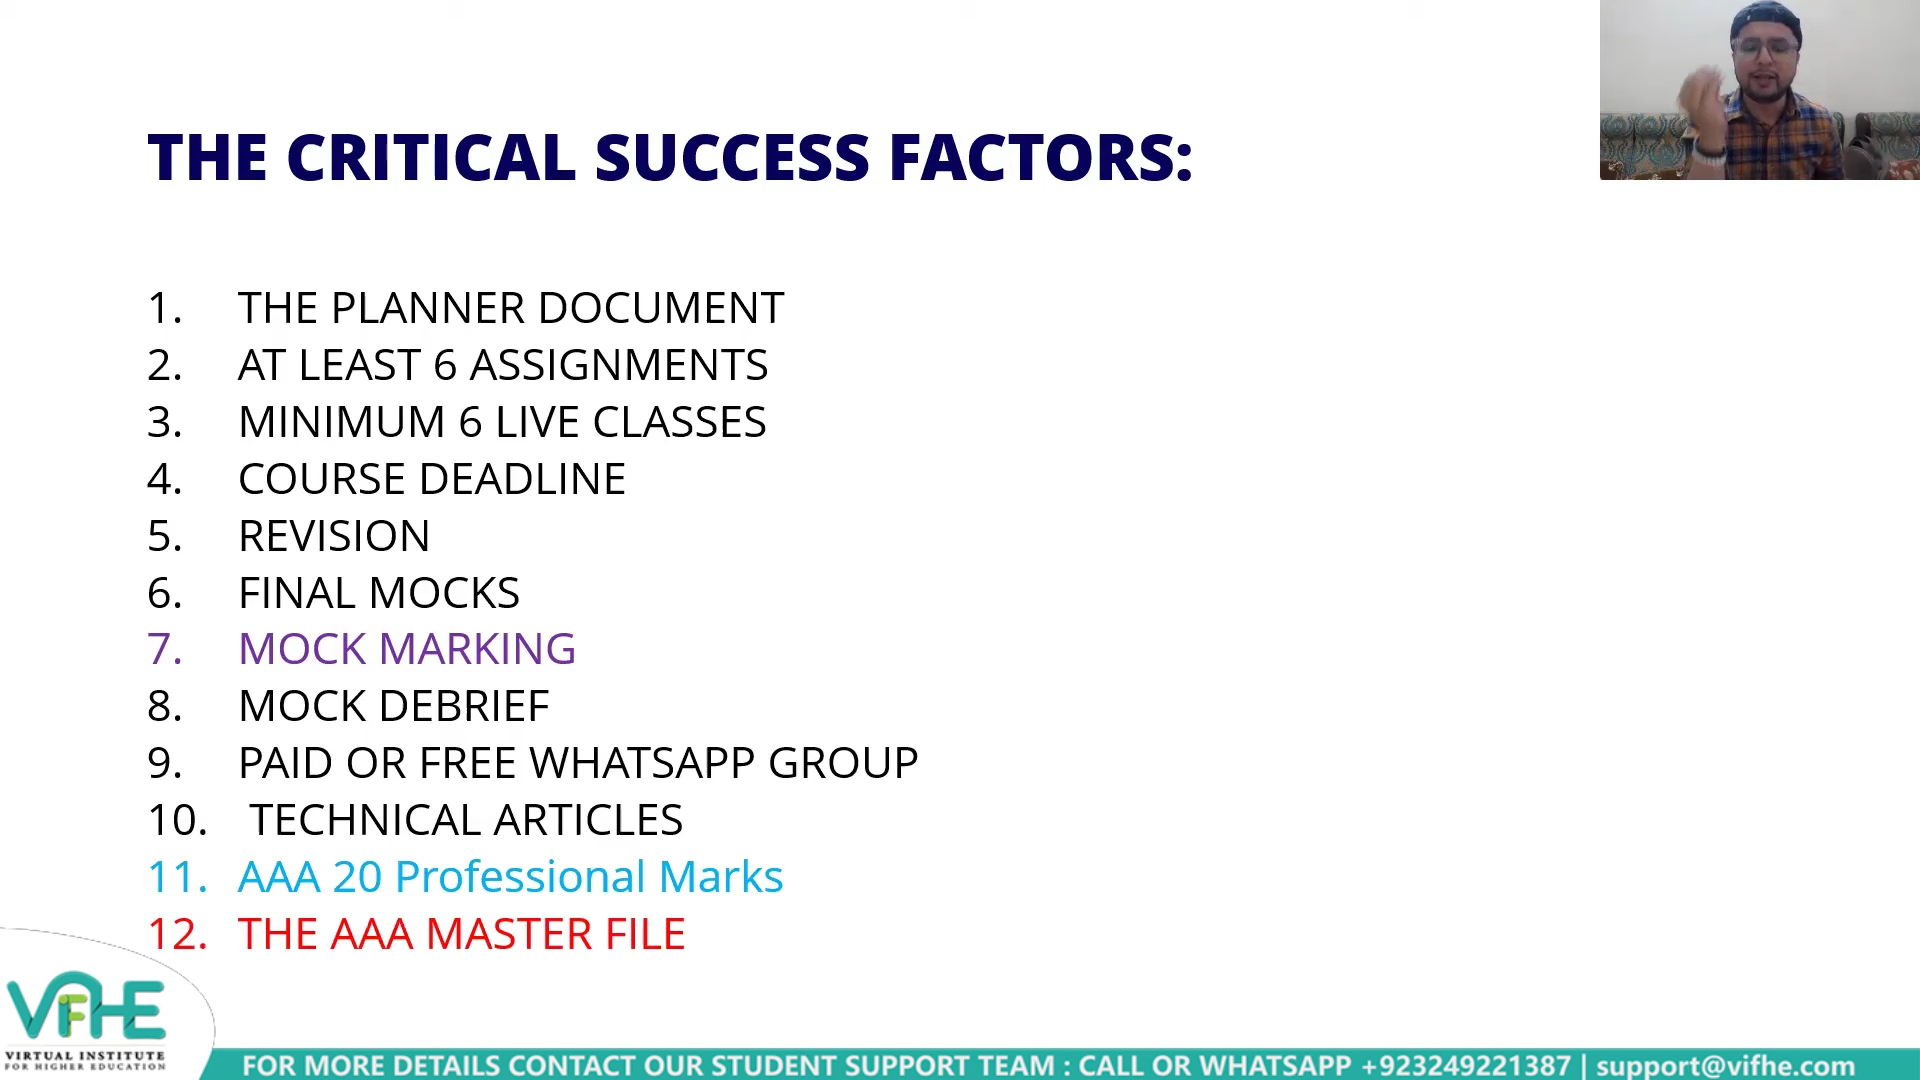 THE CRITICAL SUCCESS FACTORS:
1. THE PLANNER DOCUMENT
2. AT LEAST 6 ASSIGNMENTS
3. MINIMUM 6 LIVE CLASSES
4. COURSE DEADLINE
5. REVISION
6. FINAL MOCKS
7. MOCK MARKING
8. MOCK DEBRIEF
9. PAID OR FREE WHATSAPP GROUP
10. TECHNICAL ARTICLES
11. AAA 20 Professional Marks
12. THE AAA MASTER FILE
VIFHE
VIRTUAL INSTITUTE
FOR HIGHER EDUCATION
FOR MORE DETAILS CONTACT OUR STUDENT SUPPORT TEAM : CALL OR WHATSAPP +923249221387 | support@vifhe.com